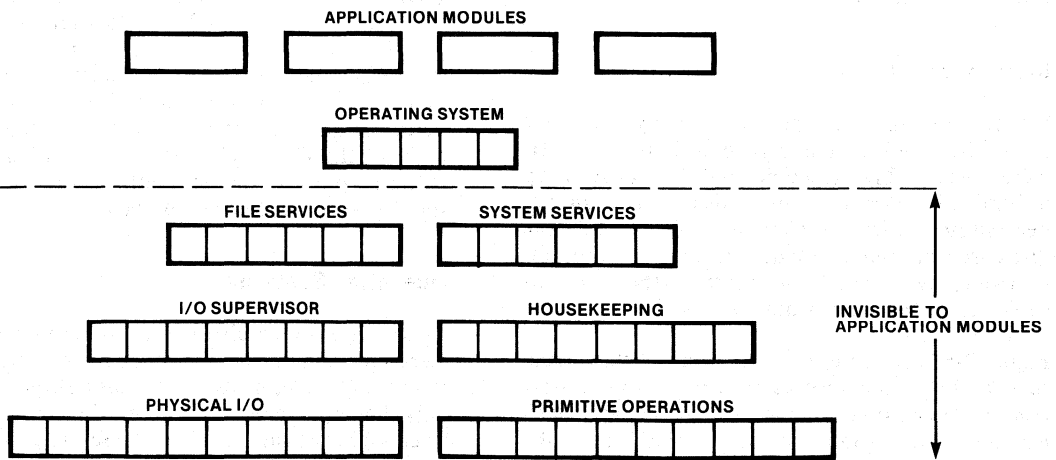 APPLICATION MODULES
OPERATING SYSTEM
FILE SERVICES
SYSTEM SERVICES
I/O SUPERVISOR
HOUSEKEEPING
INVISIBLE TO
APPLICATION MODULES
PHYSICAL I/O
PRIMITIVE OPERATIONS